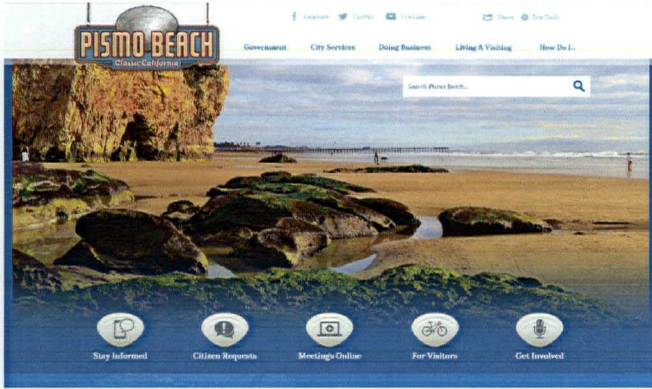 Facebook Twitter YouTube Share Site Tools
PISMO BEACH
Classic California
Government City Services Doing Business Living & Visiting How Do I...
Search Pismo Beach...
Stay Informed Citizen Requests Meetings Online For Visitors Get Involved